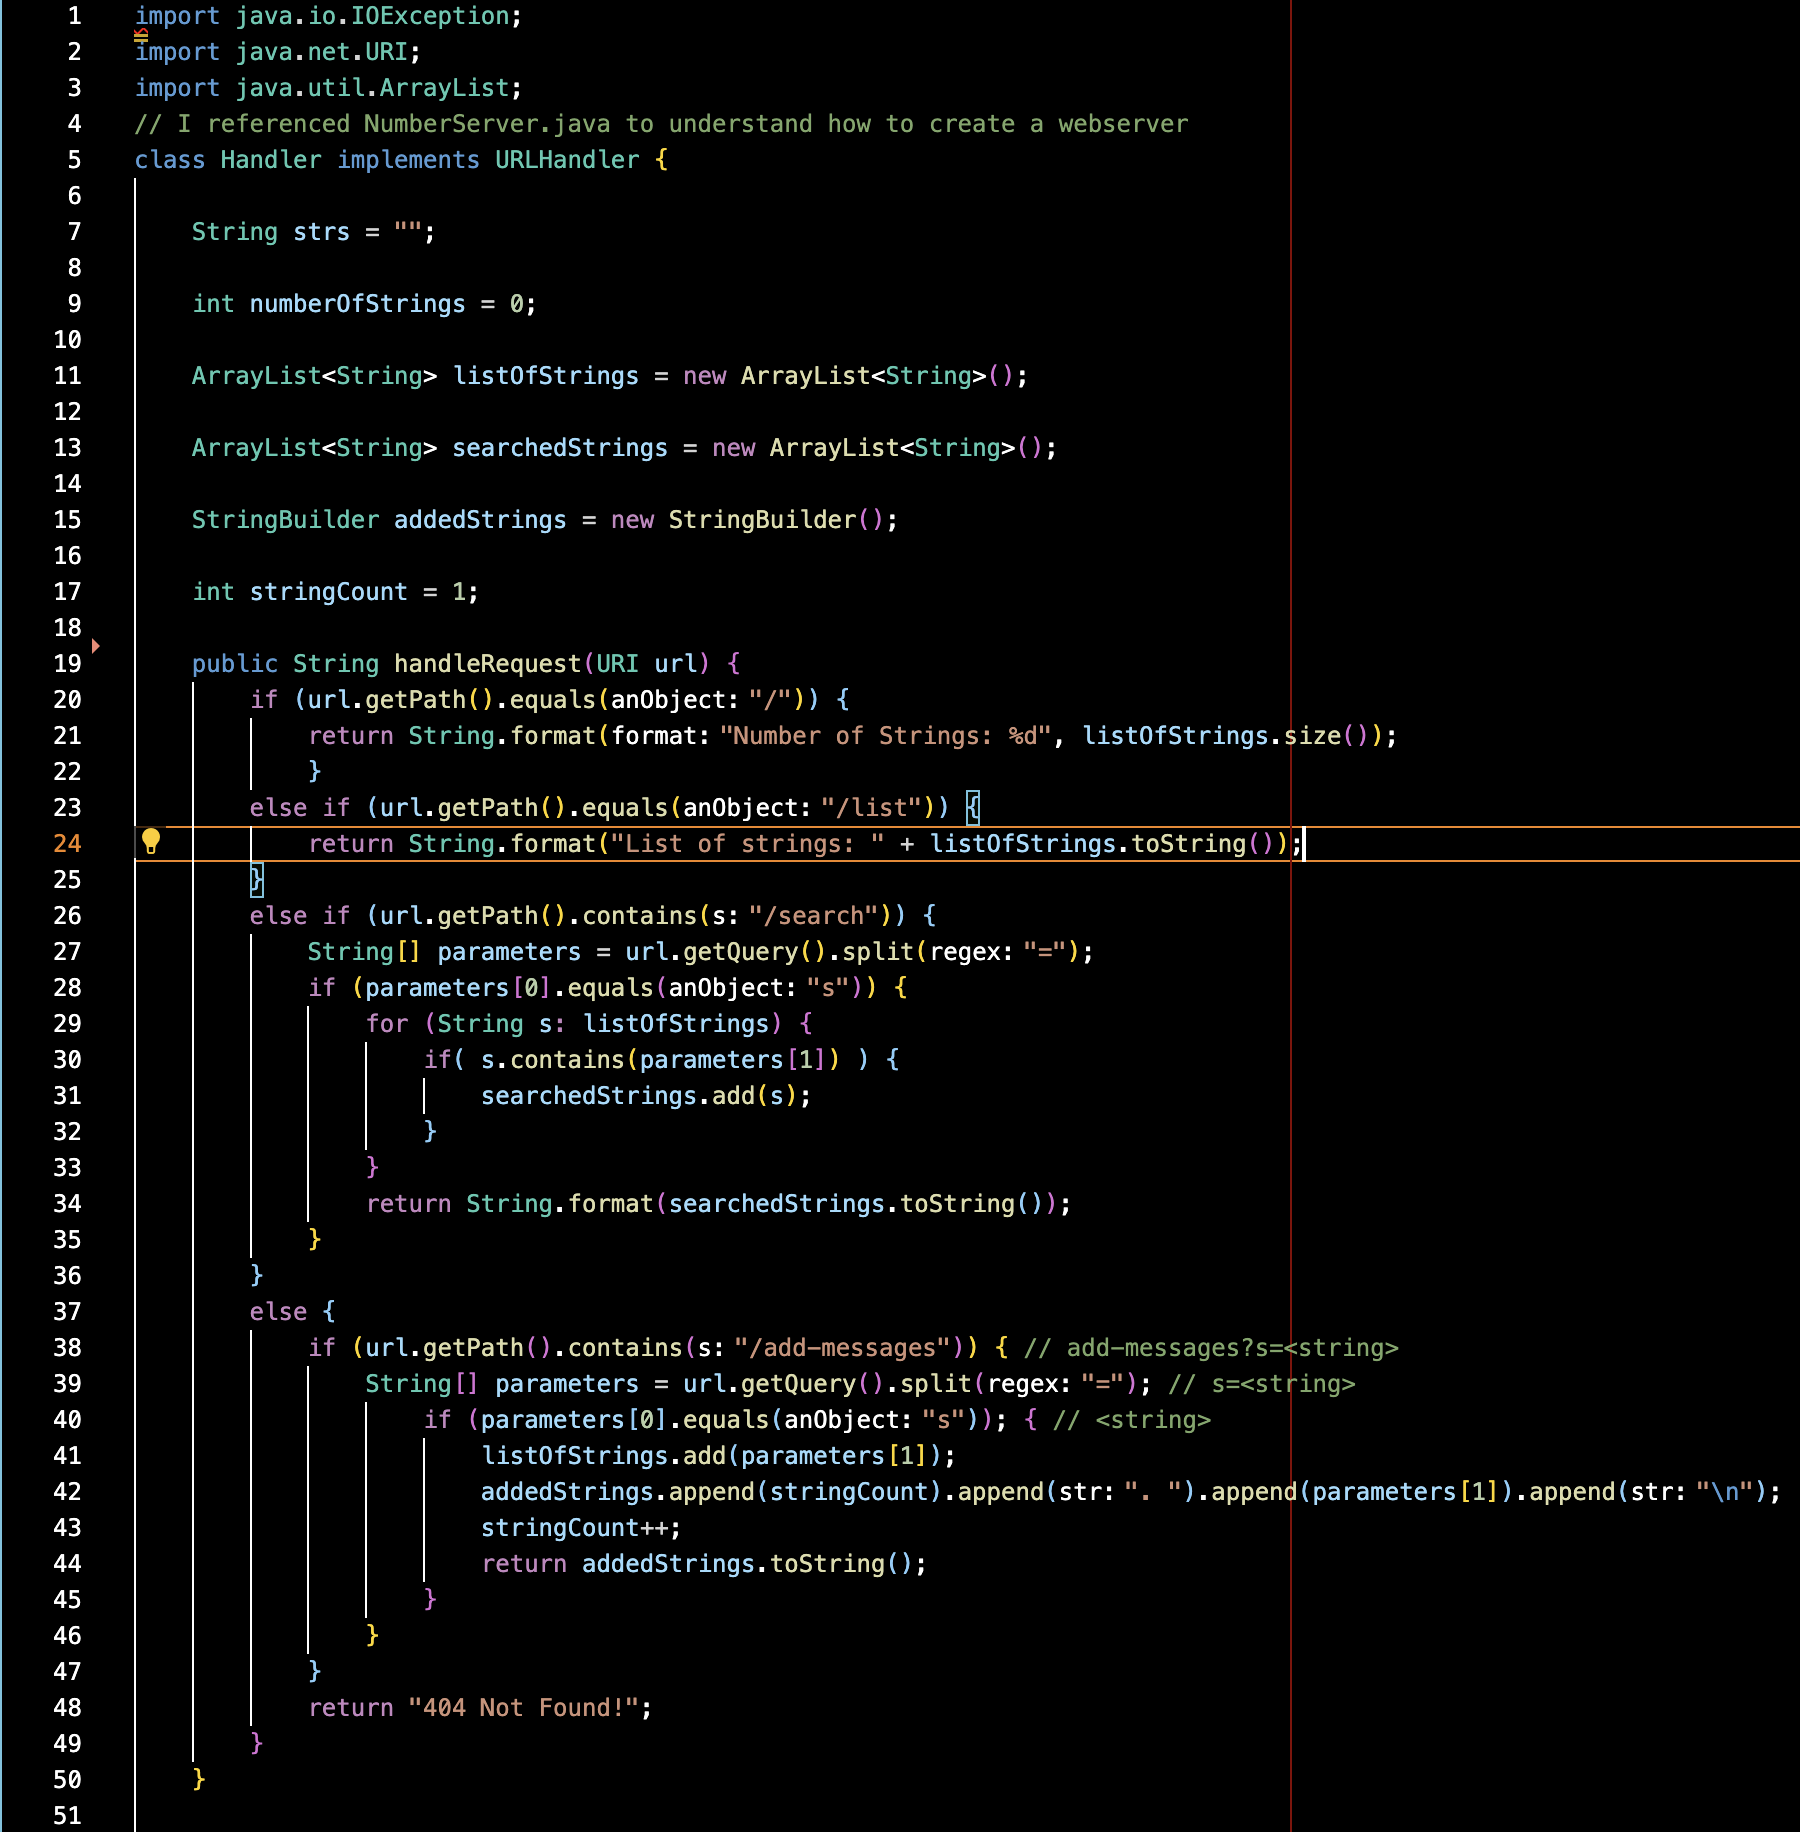 1 import java.io.IOException;
2 import java.net.URI;
3 import java.util.ArrayList;
4 // I referenced NumberServer.java to understand how to create a webserver
5 class Handler implements URLHandler {
6
7     String strs = "";
8
9     int numberOfStrings = 0;
10
11     ArrayList<String> listOfStrings = new ArrayList<String>();
12
13     ArrayList<String> searchedStrings = new ArrayList<String>();
14
15     StringBuilder addedStrings = new StringBuilder();
16
17     int stringCount = 1;
18
19     public String handleRequest(URI url) {
20         if (url.getPath().equals(anObject: "/")) {
21             return String.format(format: "Number of Strings: %d", listOfStrings.size());
22             }
23         else if (url.getPath().equals(anObject: "/list")) {
24             return String.format("List of strings: " + listOfStrings.toString());
25         }
26         else if (url.getPath().contains(s: "/search")) {
27             String[] parameters = url.getQuery().split(regex: "=");
28             if (parameters[0].equals(anObject: "s")) {
29                 for (String s: listOfStrings) {
30                     if( s.contains(parameters[1]) ) {
31                         searchedStrings.add(s);
32                     }
33                 }
34                 return String.format(searchedStrings.toString());
35             }
36         }
37         else {
38             if (url.getPath().contains(s: "/add-messages")) { // add-messages?s=<string>
39                 String[] parameters = url.getQuery().split(regex: "="); // s=<string>
40                     if (parameters[0].equals(anObject: "s")); { // <string>
41                         listOfStrings.add(parameters[1]);
42                         addedStrings.append(stringCount).append(str: ". ").append(parameters[1]).append(str: "\n");
43                         stringCount++;
44                         return addedStrings.toString();
45                     }
46                 }
47             }
48             return "404 Not Found!";
49         }
50     }
51